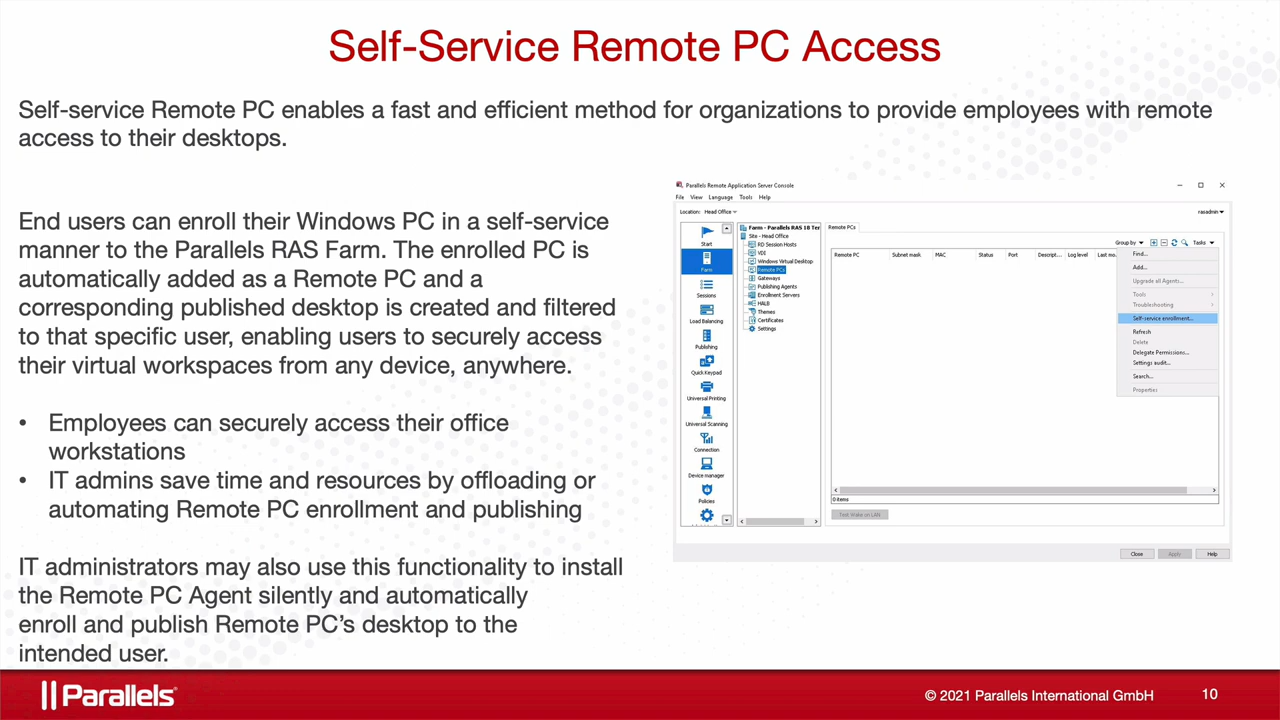 Self-Service Remote PC Access
Self-service Remote PC enables a fast and efficient method for organizations to provide employees with remote
access to their desktops.
End users can enroll their Windows PC in a self-service
manner to the Parallels RAS Farm. The enrolled PC is
automatically added as a Remote PC and a
corresponding published desktop is created and filtered
to that specific user, enabling users to securely access
their virtual workspaces from any device, anywhere.
• Employees can securely access their office
workstations
• IT admins save time and resources by offloading or
automating Remote PC enrollment and publishing
IT administrators may also use this functionality to install
the Remote PC Agent silently and automatically
enroll and publish Remote PC’s desktop to the
intended user.
Parallels Remote Application Server Console
File View Language Tools Help
Location: Head Office
rasadmin
Start
Farm
Sessions
Load Balancing
Publishing
Quick Keypad
Universal Printing
Universal Scanning
Connection
Device manager
Policies
Farm - Parallels RAS 18 Ter
Site - Head Office
RD Session Hosts
VDI
Windows Virtual Desktop
Remote PCs
Gateways
Publishing Agents
Enrollment Servers
HALB
Themes
Certificates
Settings
Remote PCs
Group by
Tasks
Remote PC Subnet mask MAC Status Port Descript... Log level Last mo
Find...
Add...
Upgrade all Agents...
Tools
Troubleshooting
Self-service enrollment...
Refresh
Delete
Delegate Permissions...
Settings audit...
Search...
Properties
0 items
Test Wake on LAN
Close Apply Help
Parallels
© 2021 Parallels International GmbH
10